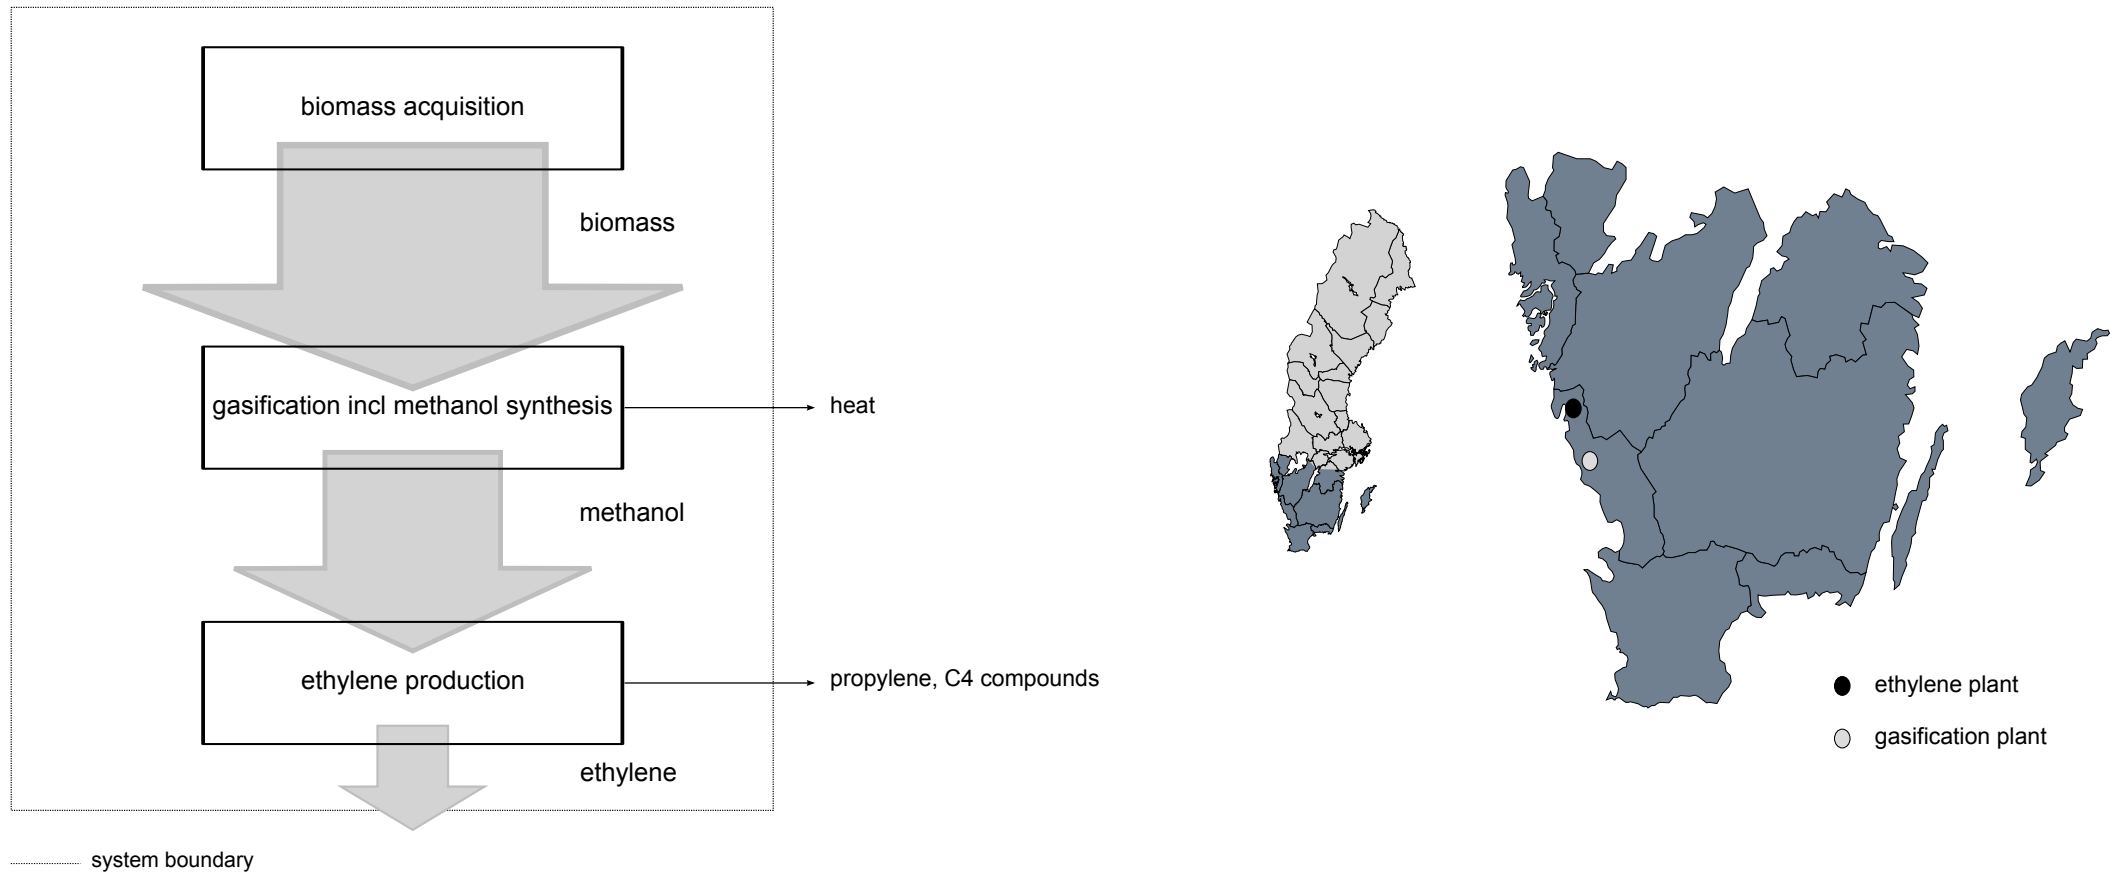 biomass acquisition
biomass
gasification incl methanol synthesis
heat
methanol
ethylene production
propylene, C4 compounds
ethylene
system boundary
ethylene plant
gasification plant